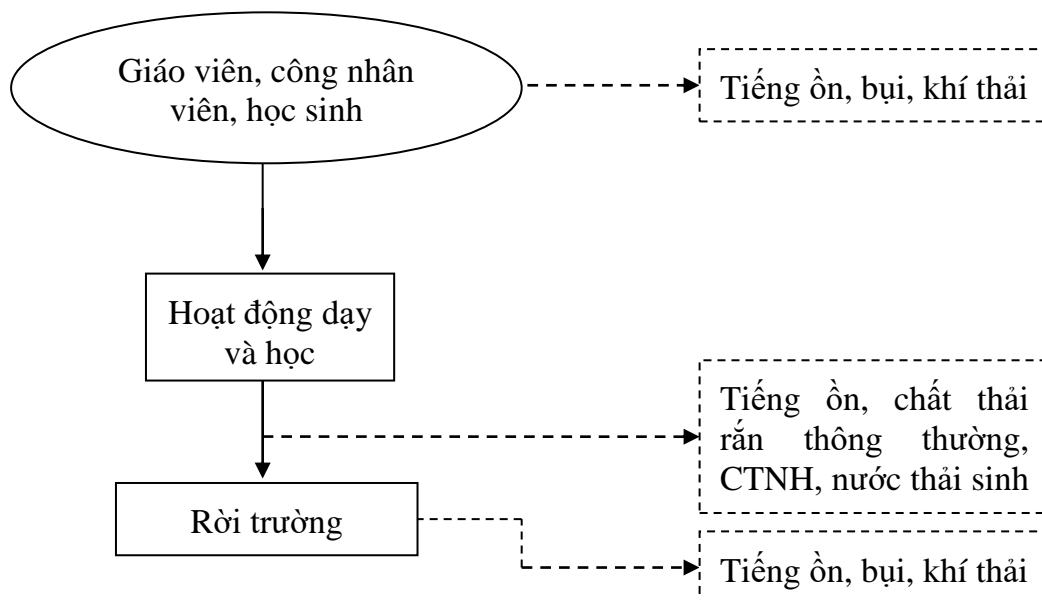 Giáo viên, công nhân
viên, học sinh
Tiếng ồn, bụi, khí thải
Hoạt động dạy
và học
Tiếng ồn, chất thải
rắn thông thường,
CTNH, nước thải sinh
Rời trường
Tiếng ồn, bụi, khí thải